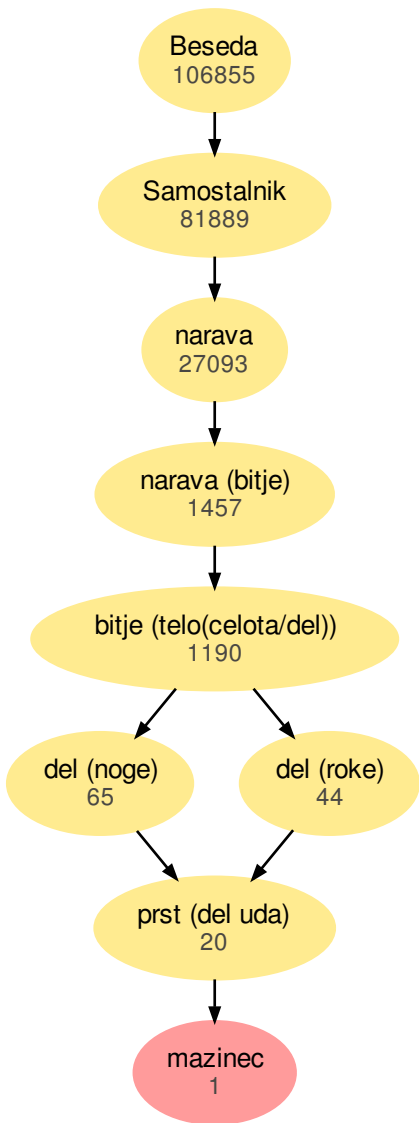 Beseda
106855
Samostalnik
81889
narava
27093
narava (bitje)
1457
bitje (telo(celota/del))
1190
del (noge)
65
del (roke)
44
prst (del uda)
20
mazinec
1